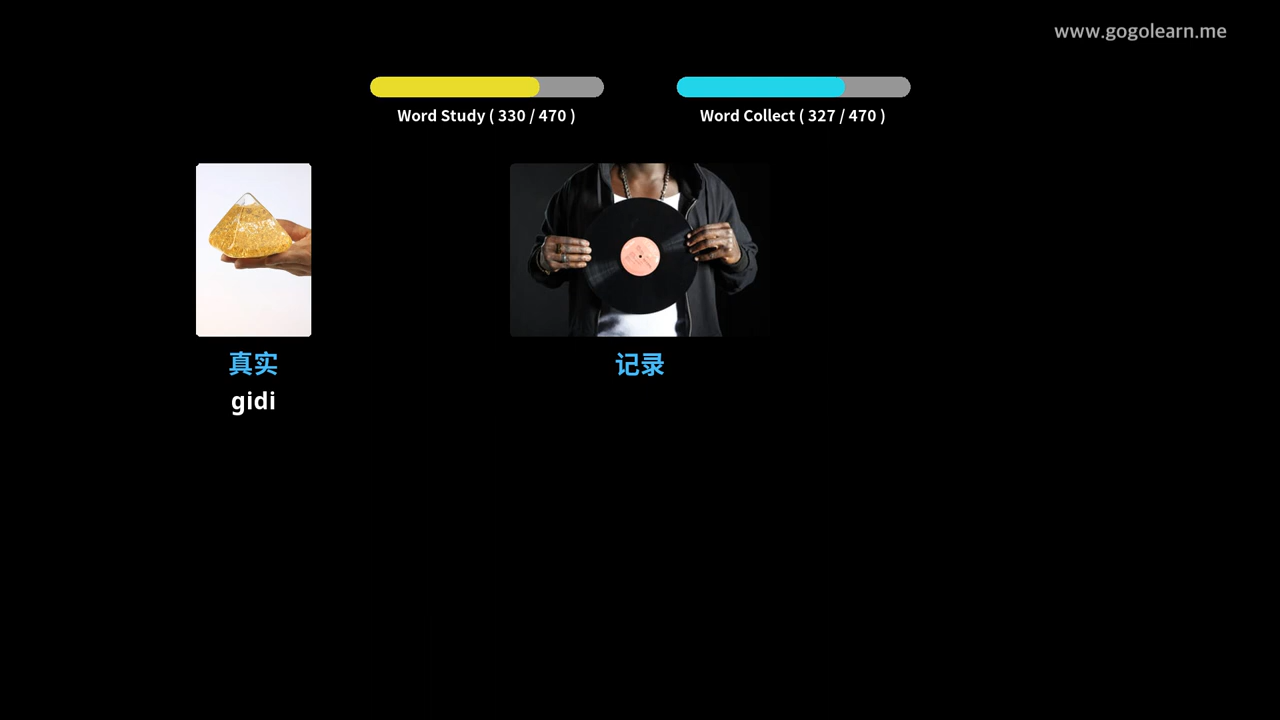 www.gogolearn.me
Word Study ( 330 / 470 )
Word Collect ( 327 / 470 )
真实
gidi
记录